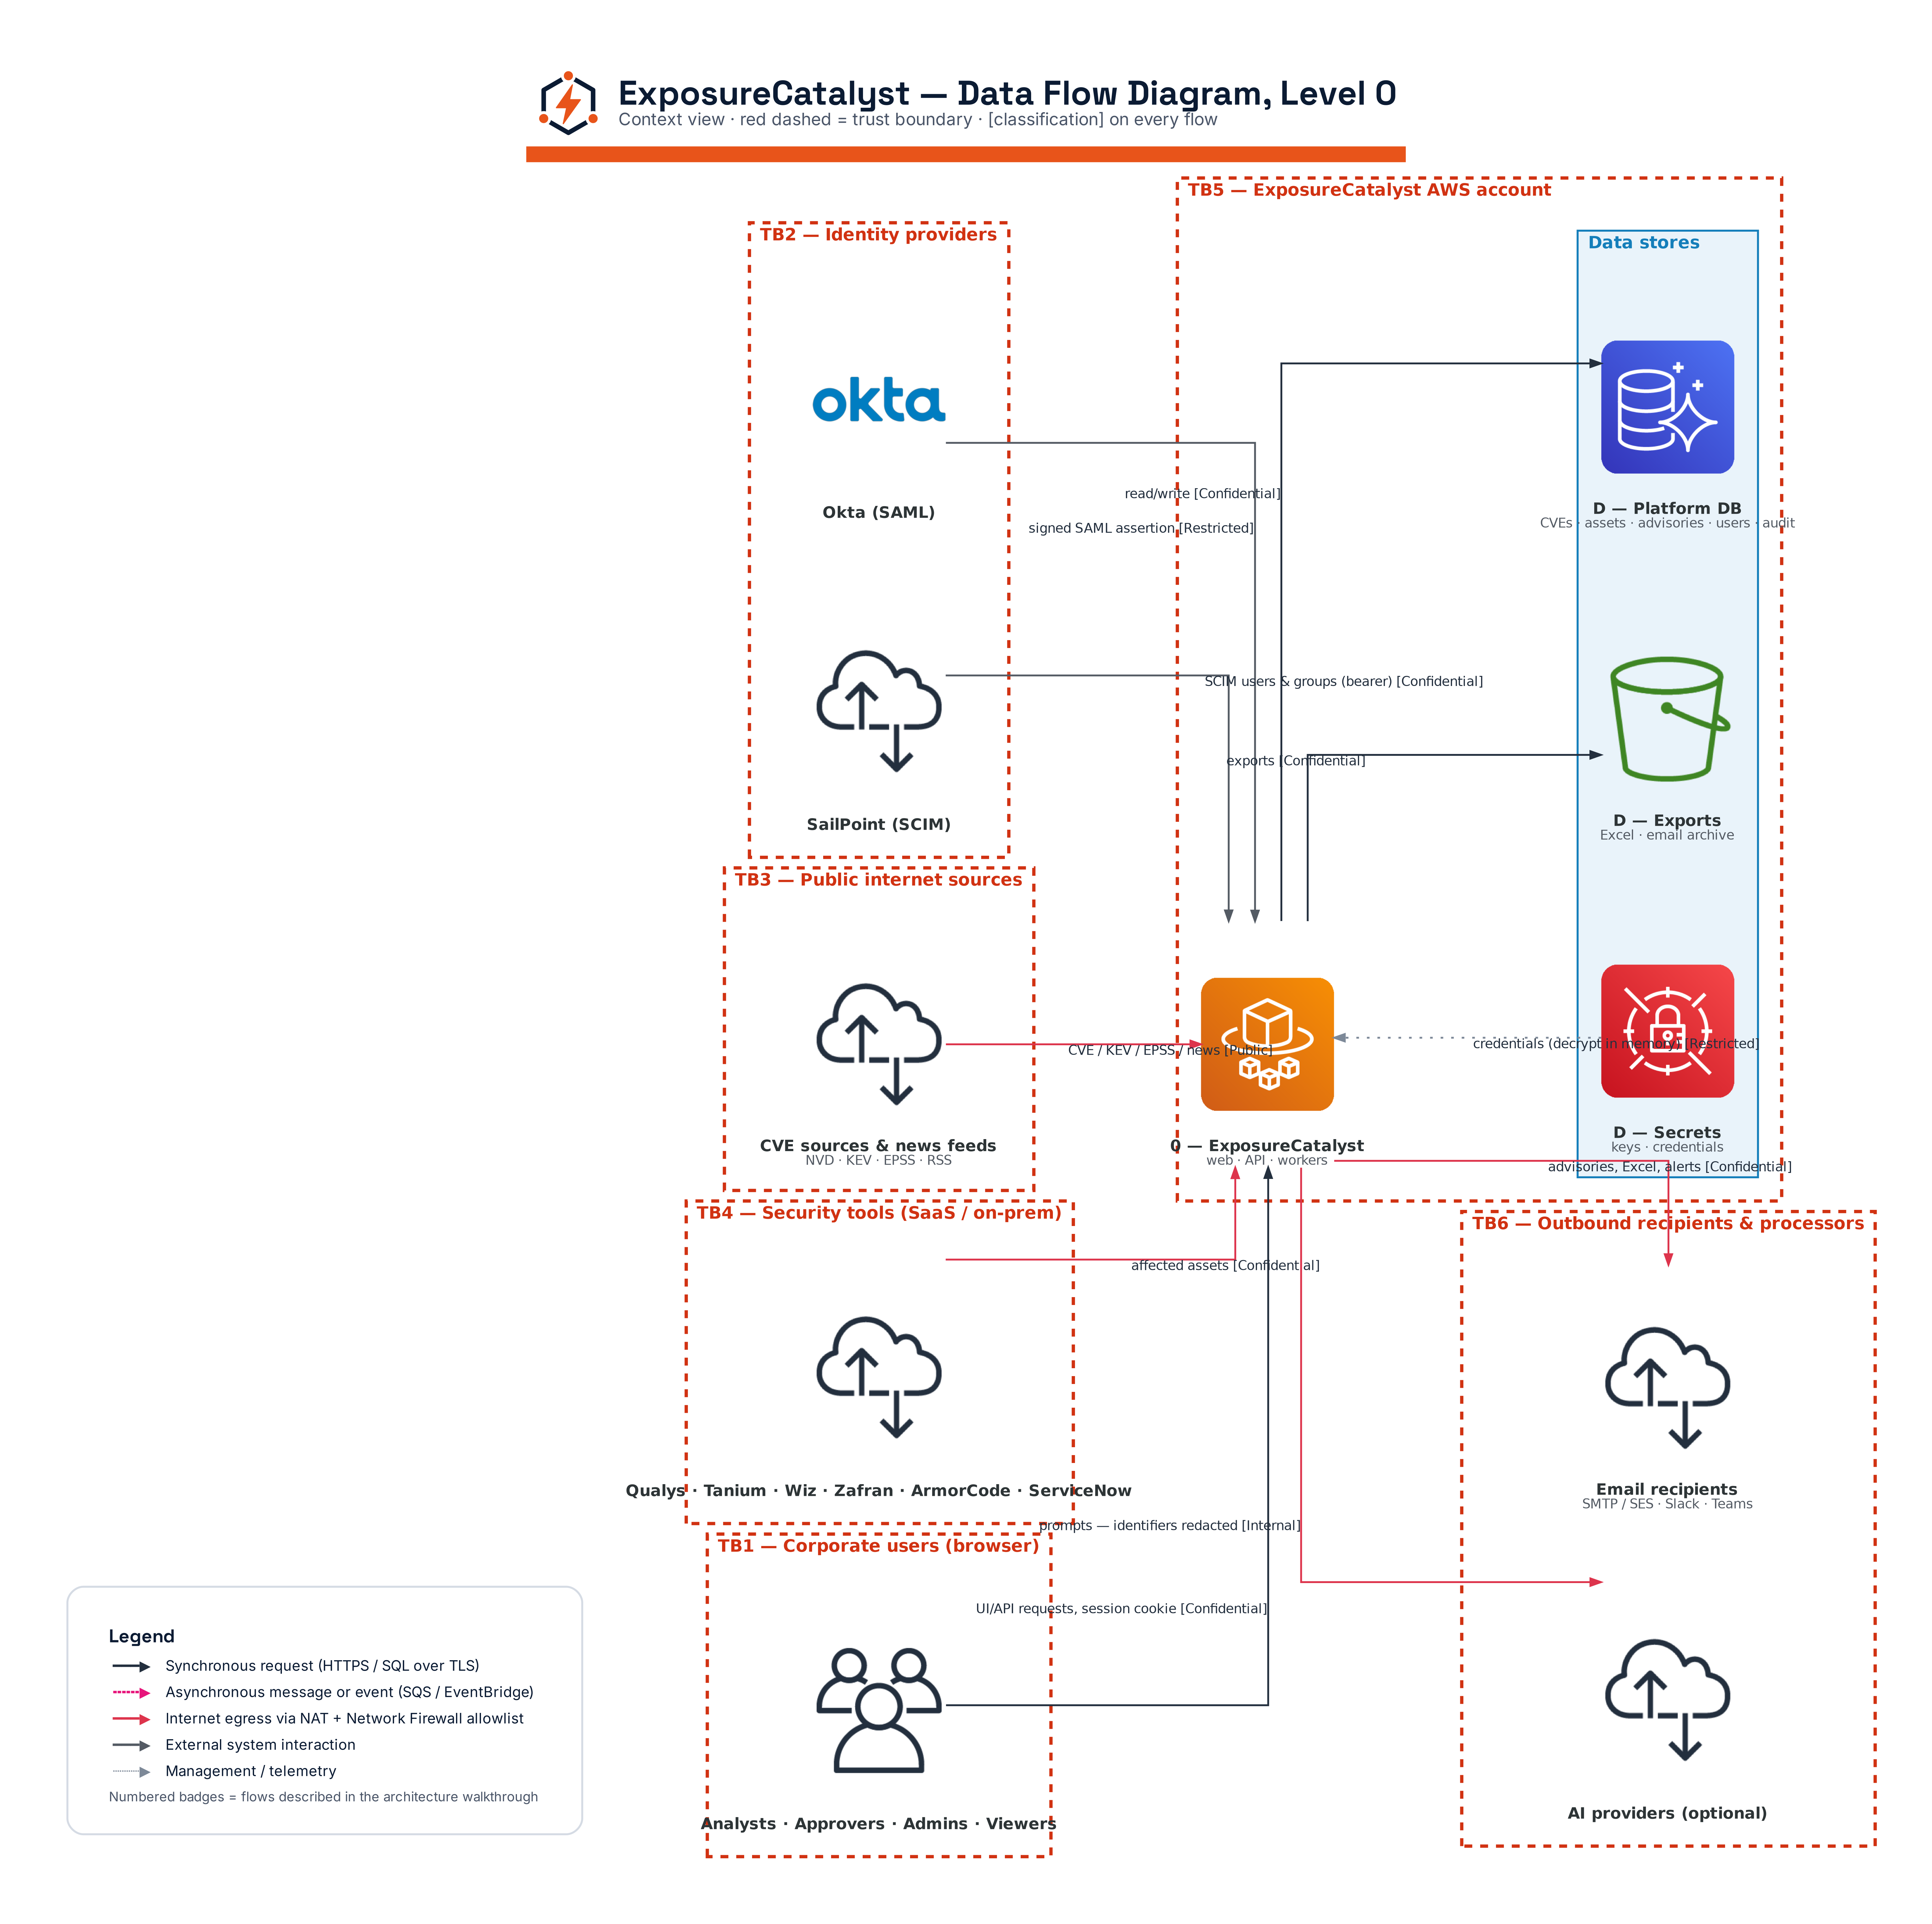 ExposureCatalyst — Data Flow Diagram, Level 0
Context view · red dashed = trust boundary · [classification] on every flow
TB5 — ExposureCatalyst AWS account
TB2 — Identity providers
Data stores
okta
read/write [Confidential]
Okta (SAML)
D — Platform DB
CVEs · assets · advisories · users · audit
signed SAML assertion [Restricted]
SCIM users & groups (bearer) [Confidential]
exports [Confidential]
SailPoint (SCIM)
D — Exports
Excel · email archive
TB3 — Public internet sources
CVE / KEV / EPSS / news [Public]
credentials (decrypt in memory) [Restricted]
CVE sources & news feeds
NVD · KEV · EPSS · RSS
0 — ExposureCatalyst
web · API · workers
D — Secrets
keys · credentials
advisories, Excel, alerts [Confidential]
TB4 — Security tools (SaaS / on-prem)
TB6 — Outbound recipients & processors
affected assets [Confidential]
Qualys · Tanium · Wiz · Zafran · ArmorCode · ServiceNow
Email recipients
SMTP / SES · Slack · Teams
prompts — identifiers redacted [Internal]
TB1 — Corporate users (browser)
UI/API requests, session cookie [Confidential]
Analysts · Approvers · Admins · Viewers
AI providers (optional)
Legend
Synchronous request (HTTPS / SQL over TLS)
Asynchronous message or event (SQS / EventBridge)
Internet egress via NAT + Network Firewall allowlist
External system interaction
Management / telemetry
Numbered badges = flows described in the architecture walkthrough